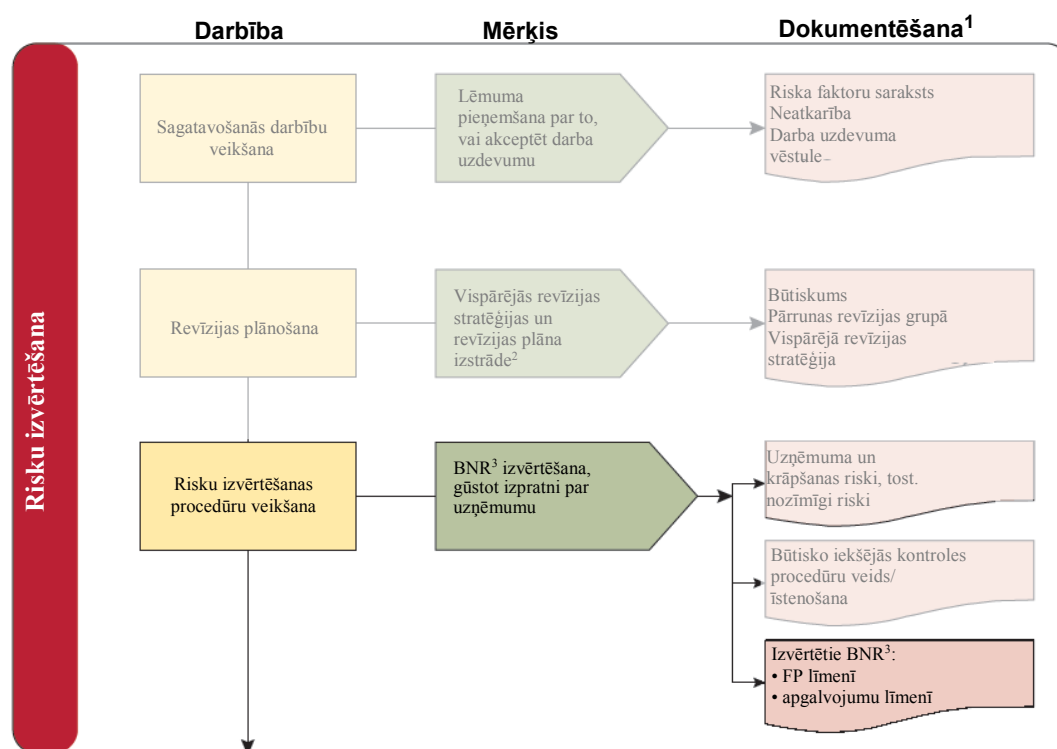 Darbība
Mērķis
Dokumentēšana¹
Risku izvērtēšana
Sagatavošanās darbību
veikšana
Lēmuma
pieņemšana par to,
vai akceptēt darba
uzdevumu
Riska faktoru saraksts
Neatkarība
Darba uzdevuma
vēstule
Revīzijas plānošana
Vispārējās revīzijas
stratēģijas un
revīzijas plāna
izstrāde²
Būtiskums
Pārrunas revīzijas grupā
Vispārējā revīzijas
stratēģija
Risku izvērtēšanas
procedūru veikšana
BNR³ izvērtēšana,
gūstot izpratni par
uzņēmumu
Uzņēmuma un
krāpšanas riski, tost.
nozīmīgi riski
Būtisko iekšējās kontroles
procedūru veids/
īstenošana
Izvērtētie BNR³:
• FP līmenī
• apgalvojumu līmenī